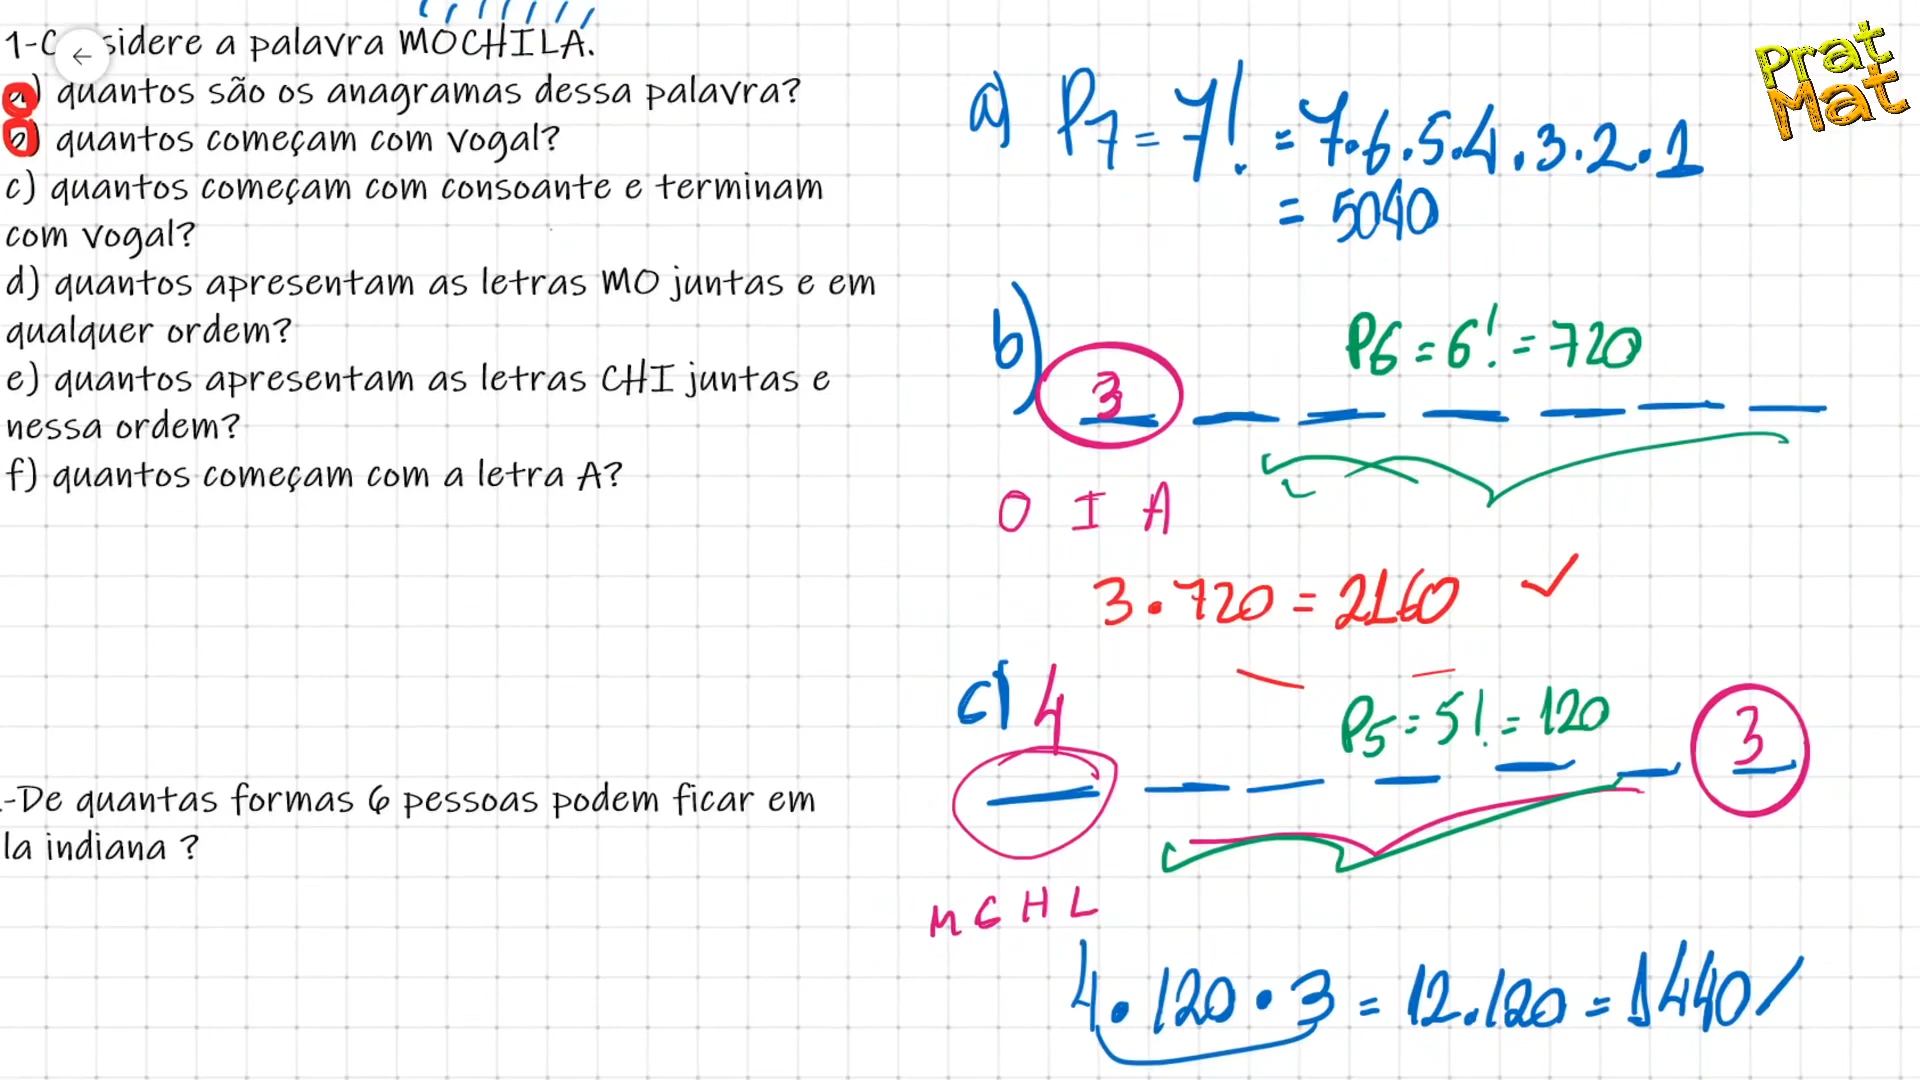 1-C sidere a palavra MOCHILA.
a) quantos são os anagramas dessa palavra?
b) quantos começam com vogal?
c) quantos começam com consoante e terminam
com vogal?
d) quantos apresentam as letras MO juntas e em
qualquer ordem?
e) quantos apresentam as letras CHI juntas e
nessa ordem?
f) quantos começam com a letra A?
-De quantas formas 6 pessoas podem ficar em
la indiana ?
Prat
Mat
a) P7 = 7! = 7.6.5.4.3.2.1
= 5040
b)
P6 = 6! = 720
3
O I A
3.720 = 2160 ✓
c) 4
P5 = 5! = 120
3
M C H L
4.120.3 = 12.120 = 1440/